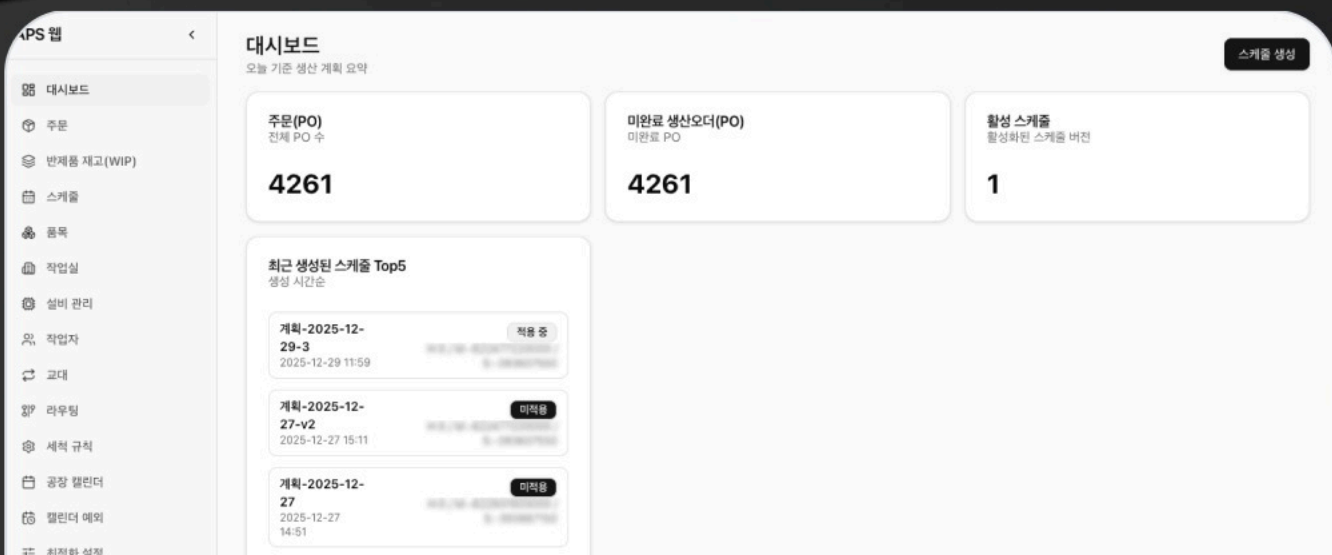 APS 웹
대시보드
주문
반제품 재고(WIP)
스케줄
품목
작업실
설비 관리
작업자
교대
라우팅
세척 규칙
공장 캘린더
캘린더 예외
최적화 설정
대시보드
오늘 기준 생산 계획 요약
스케줄 생성
주문(PO)
전체 PO 수
4261
미완료 생산오더(PO)
미완료 PO
4261
활성 스케줄
활성화된 스케줄 버전
1
최근 생성된 스케줄 Top5
생성 시간순
계획-2025-12-
29-3
2025-12-29 11:59
적용 중
계획-2025-12-
27-v2
2025-12-27 15:11
미적용
계획-2025-12-
27
2025-12-27
14:51
미적용